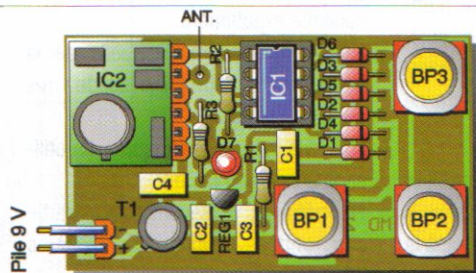 ANT.
IC2
R2
IC1
D6
D3
D5
D2
D4
D1
BP3
R3
D7
R1
C1
C4
T1
C2
REG1
C3
BP1
BP2
Pile 9 V
-
+